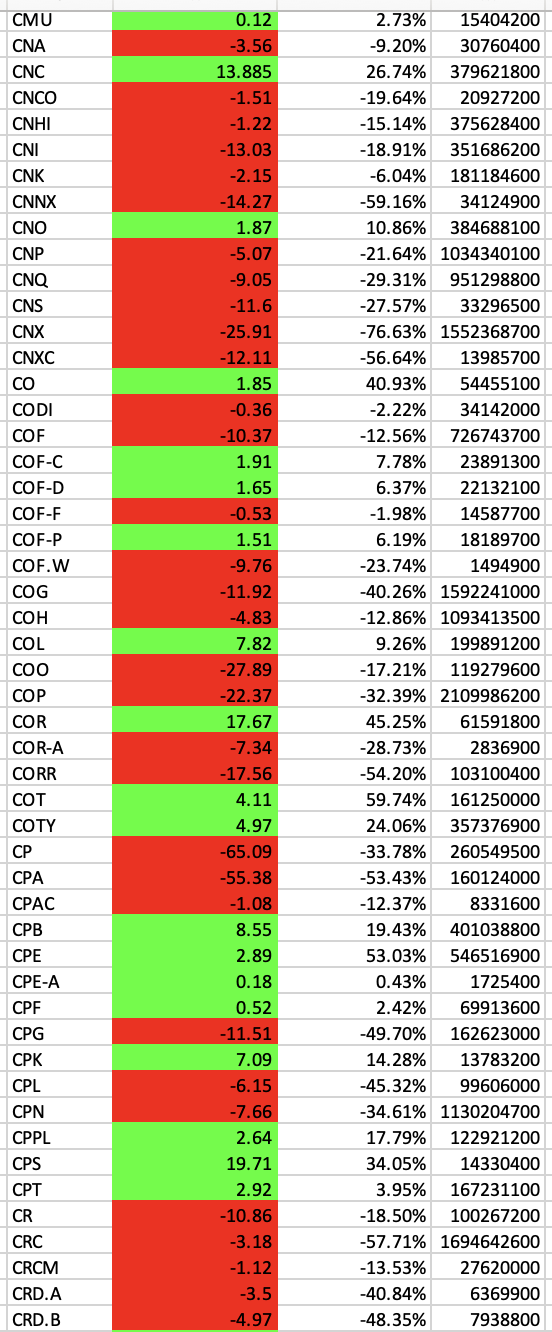 CMU 0.12 2.73% 15404200
CNA -3.56 -9.20% 30760400
CNC 13.885 26.74% 379621800
CNCO -1.51 -19.64% 20927200
CNHI -1.22 -15.14% 375628400
CNI -13.03 -18.91% 351686200
CNK -2.15 -6.04% 181184600
CNNX -14.27 -59.16% 34124900
CNO 1.87 10.86% 384688100
CNP -5.07 -21.64% 1034340100
CNQ -9.05 -29.31% 951298800
CNS -11.6 -27.57% 33296500
CNX -25.91 -76.63% 1552368700
CNXC -12.11 -56.64% 13985700
CO 1.85 40.93% 54455100
CODI -0.36 -2.22% 34142000
COF -10.37 -12.56% 726743700
COF-C 1.91 7.78% 23891300
COF-D 1.65 6.37% 22132100
COF-F -0.53 -1.98% 14587700
COF-P 1.51 6.19% 18189700
COF.W -9.76 -23.74% 1494900
COG -11.92 -40.26% 1592241000
COH -4.83 -12.86% 1093413500
COL 7.82 9.26% 199891200
COO -27.89 -17.21% 119279600
COP -22.37 -32.39% 2109986200
COR 17.67 45.25% 61591800
COR-A -7.34 -28.73% 2836900
CORR -17.56 -54.20% 103100400
COT 4.11 59.74% 161250000
COTY 4.97 24.06% 357376900
CP -65.09 -33.78% 260549500
CPA -55.38 -53.43% 160124000
CPAC -1.08 -12.37% 8331600
CPB 8.55 19.43% 401038800
CPE 2.89 53.03% 546516900
CPE-A 0.18 0.43% 1725400
CPF 0.52 2.42% 69913600
CPG -11.51 -49.70% 162623000
CPK 7.09 14.28% 13783200
CPL -6.15 -45.32% 99606000
CPN -7.66 -34.61% 1130204700
CPPL 2.64 17.79% 122921200
CPS 19.71 34.05% 14330400
CPT 2.92 3.95% 167231100
CR -10.86 -18.50% 100267200
CRC -3.18 -57.71% 1694642600
CRCM -1.12 -13.53% 27620000
CRD.A -3.5 -40.84% 6369900
CRD.B -4.97 -48.35% 7938800